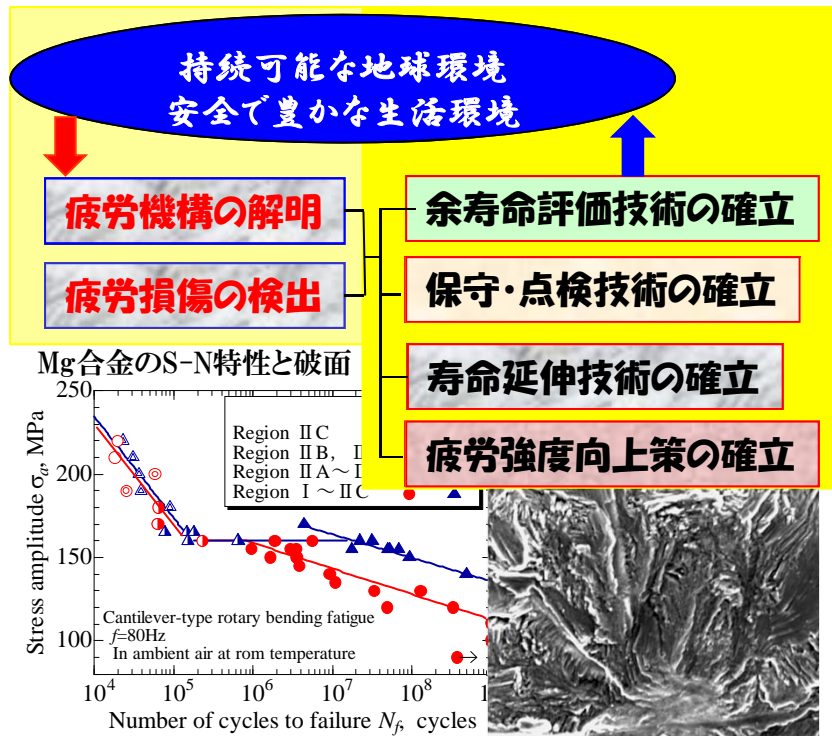 持続可能な地球環境
安全で豊かな生活環境
疲労機構の解明
疲労損傷の検出
余寿命評価技術の確立
保守・点検技術の確立
寿命延伸技術の確立
疲労強度向上策の確立
Mg合金のS-N特性と破面
Stress amplitude σa, MPa
250
200
150
100
Region ⅡC
Region ⅡB,
Region ⅡA～
Region Ⅰ～ⅡC
Cantilever-type rotary bending fatigue
f=80Hz
In ambient air at rom temperature
10⁴ 10⁵ 10⁶ 10⁷ 10⁸
Number of cycles to failure Nf, cycles